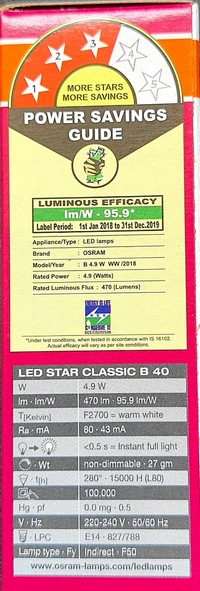 1 2 3 4 5
MORE STARS
MORE SAVINGS
POWER SAVINGS
GUIDE
LUMINOUS EFFICACY
lm/W - 95.9*
Label Period: 1st Jan 2018 to 31st Dec.2019
Appliance/Type : LED lamps
Brand : OSRAM
Model/Year : B 4.9 W WW /2018
Rated Power : 4.9 (Watts)
Rated Luminous Flux : 470 (Lumens)
ENERGY IS LIFE
CONSERVE IT
*Under test conditions, when tested in accordance with IS 16102.
Actual efficacy will vary as per site conditions.
LED STAR CLASSIC B 40
W 4.9 W
lm · lm/W 470 lm · 95.9 lm/W
T[Kelvin] F2700 = warm white
Ra · mA 80 · 43 mA
<0.5 s = Instant full light
· Wt non-dimmable · 27 gm
· t[h] 280° · 15000 H (L80)
100.000
Hg · pf 0.0 mg · 0.5
V · Hz 220-240 V · 50/60 Hz
· LPC E14 · 827/788
Lamp type · Fy Indirect · F50
www.osram-lamps.com/ledlamps